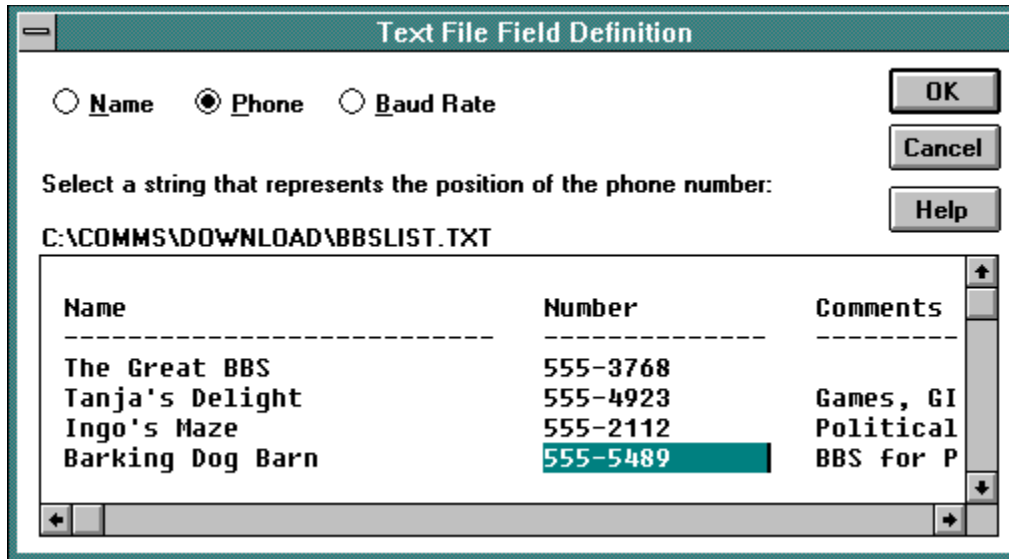 Text File Field Definition
Name Phone Baud Rate
OK
Cancel
Select a string that represents the position of the phone number:
Help
C:\COMMS\DOWNLOAD\BBSLIST.TXT
Name Number Comments
--------------------------- -------------- ---------
The Great BBS 555-3768
Tanja's Delight 555-4923 Games, GI
Ingo's Maze 555-2112 Political
Barking Dog Barn 555-5489 BBS for P